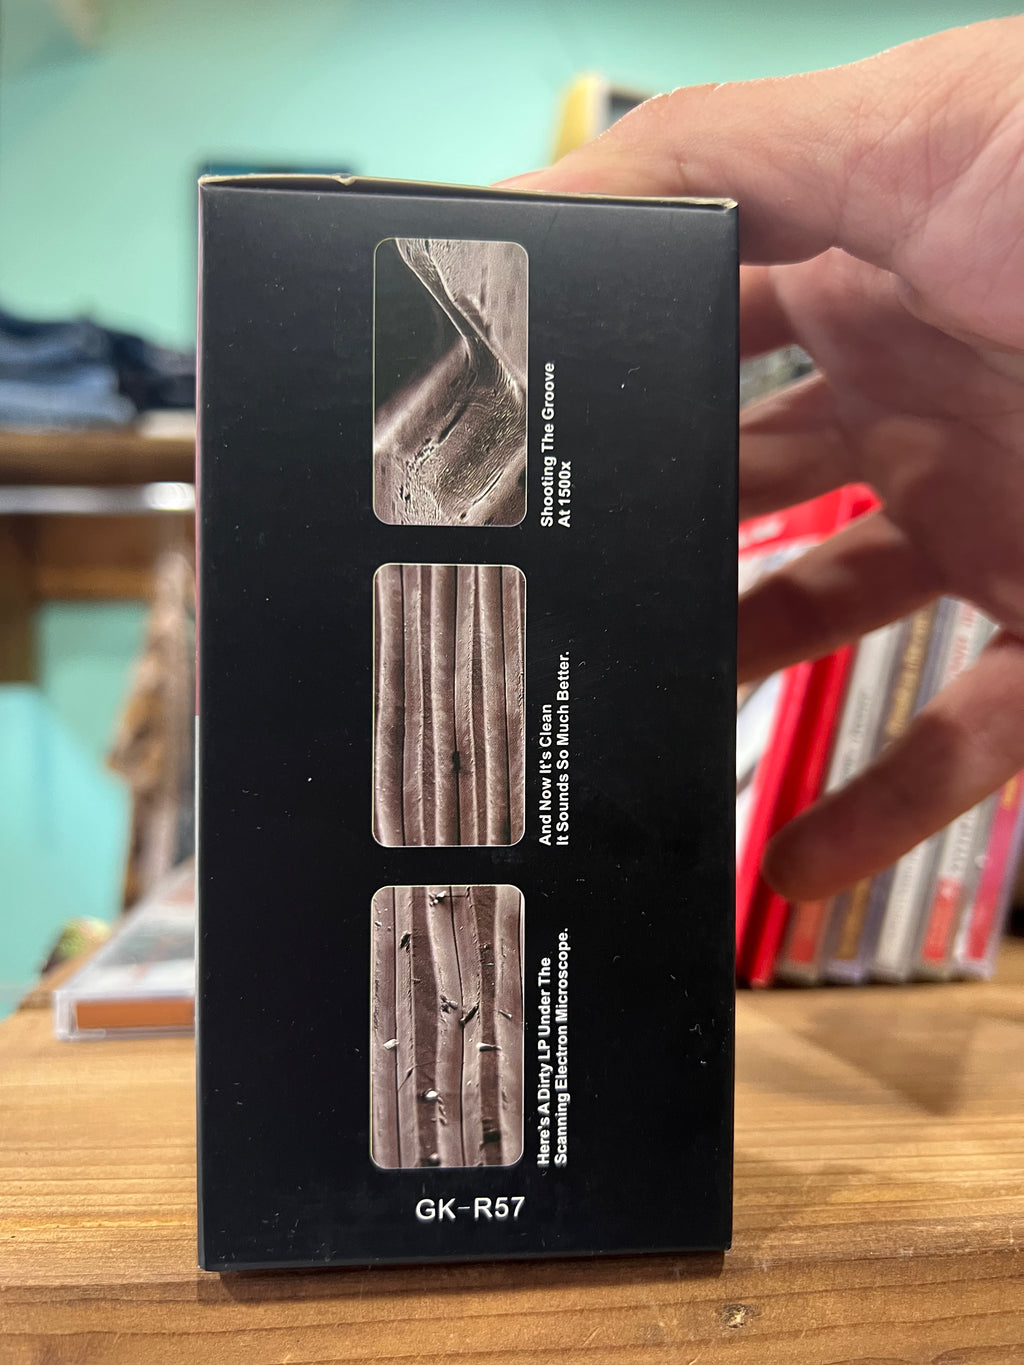 Shooting The Groove
At 1500x
And Now It's Clean
It Sounds So Much Better.
Here's A Dirty LP Under The
Scanning Electron Microscope.
GK-R57